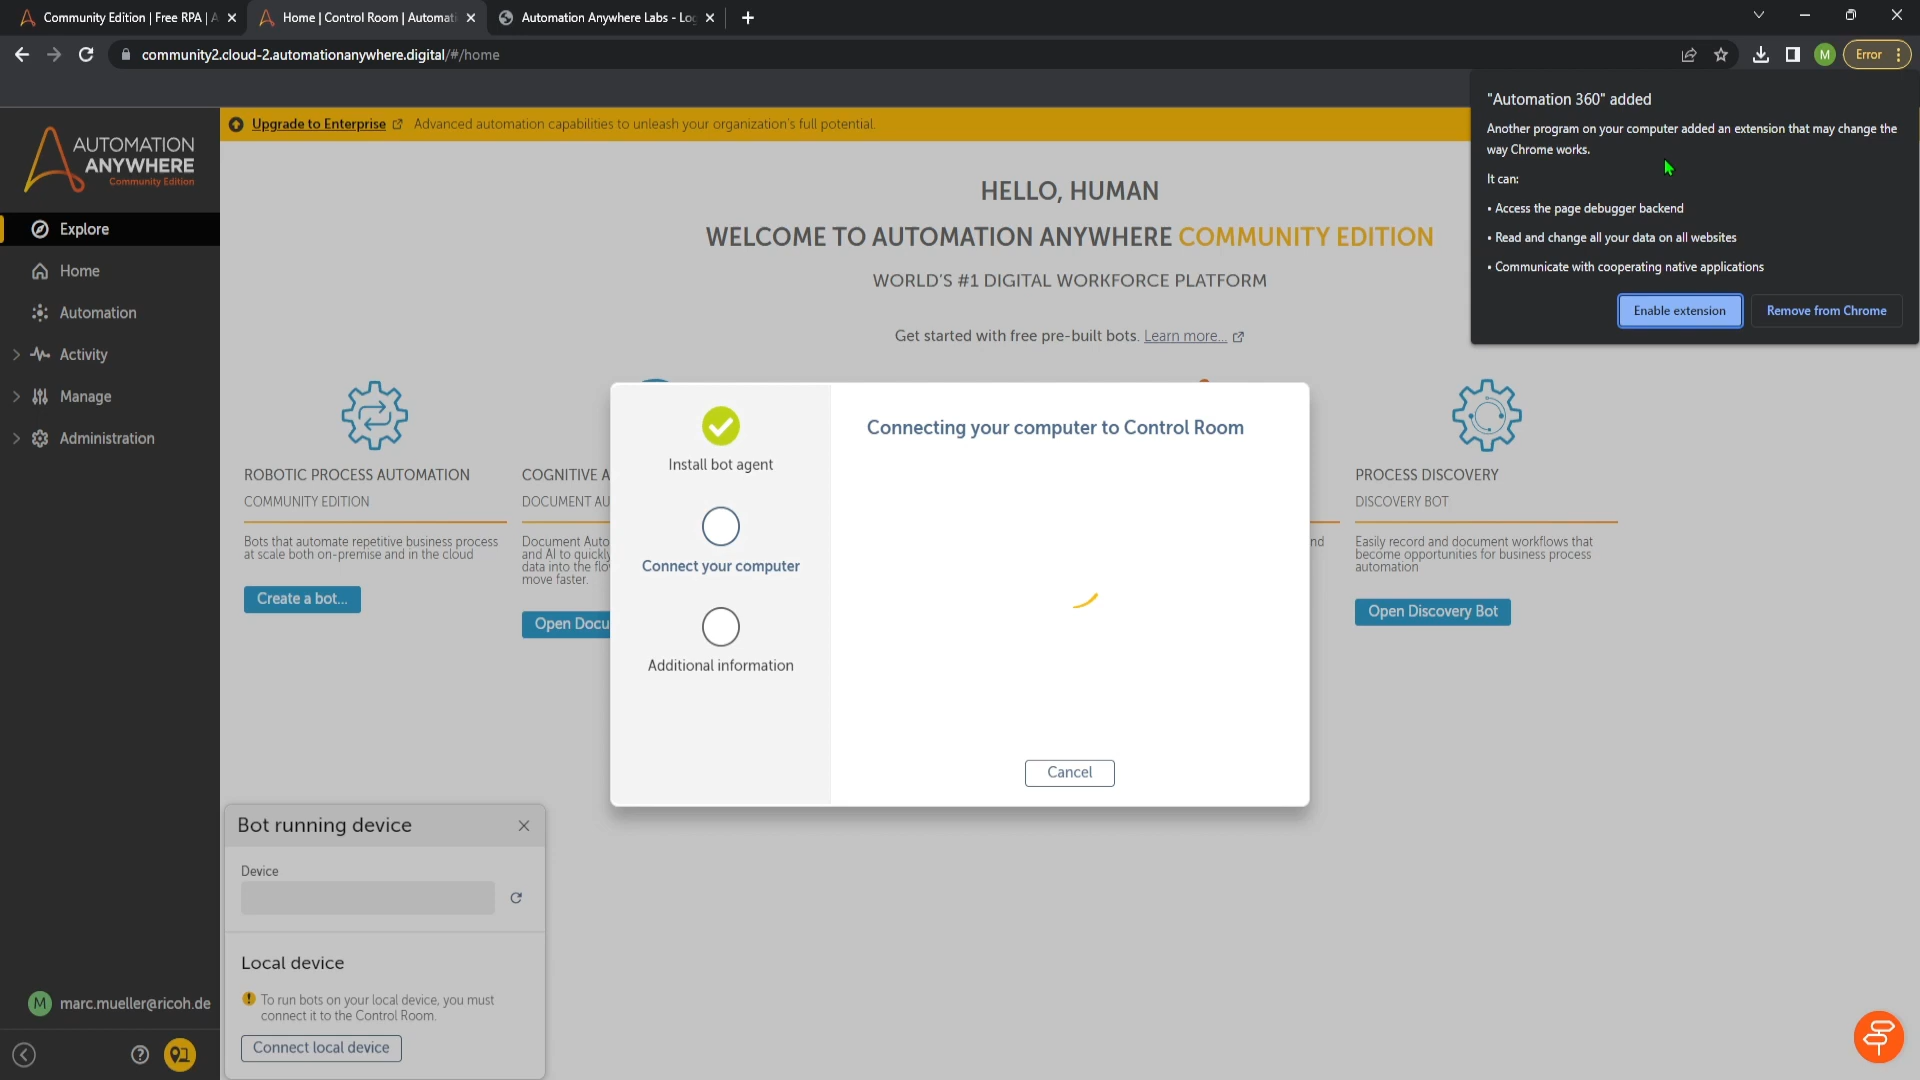 Community Edition | Free RPA | A
Home | Control Room | Automati
Automation Anywhere Labs - Lo
community2.cloud-2.automationanywhere.digital/#/home
M
Error
"Automation 360" added
Another program on your computer added an extension that may change the
way Chrome works.
It can:
• Access the page debugger backend
• Read and change all your data on all websites
• Communicate with cooperating native applications
Enable extension
Remove from Chrome
Upgrade to Enterprise
Advanced automation capabilities to unleash your organization's full potential.
AUTOMATION
ANYWHERE
Community Edition
Explore
Home
Automation
Activity
Manage
Administration
HELLO, HUMAN
WELCOME TO AUTOMATION ANYWHERE COMMUNITY EDITION
WORLD'S #1 DIGITAL WORKFORCE PLATFORM
Get started with free pre-built bots. Learn more...
ROBOTIC PROCESS AUTOMATION
COMMUNITY EDITION
Bots that automate repetitive business process
at scale both on-premise and in the cloud
Create a bot...
COGNITIVE A
DOCUMENT AU
Document Auto
and AI to quickly
data into the flo
move faster.
Open Docu
Install bot agent
Connect your computer
Additional information
Connecting your computer to Control Room
Cancel
nd
PROCESS DISCOVERY
DISCOVERY BOT
Easily record and document workflows that
become opportunities for business process
automation
Open Discovery Bot
Bot running device
Device
Local device
To run bots on your local device, you must
connect it to the Control Room.
Connect local device
M
marc.mueller@ricoh.de